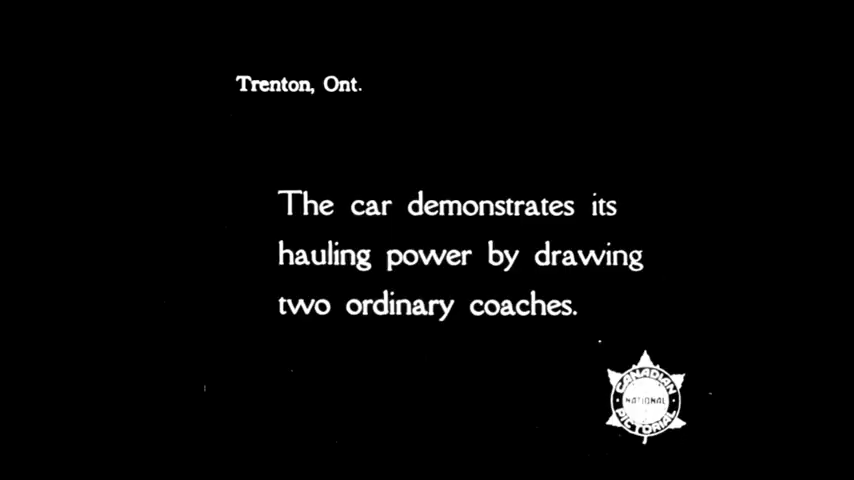 Trenton, Ont.
The car demonstrates its
hauling power by drawing
two ordinary coaches.
CANADIAN
NATIONAL
PICTORIAL